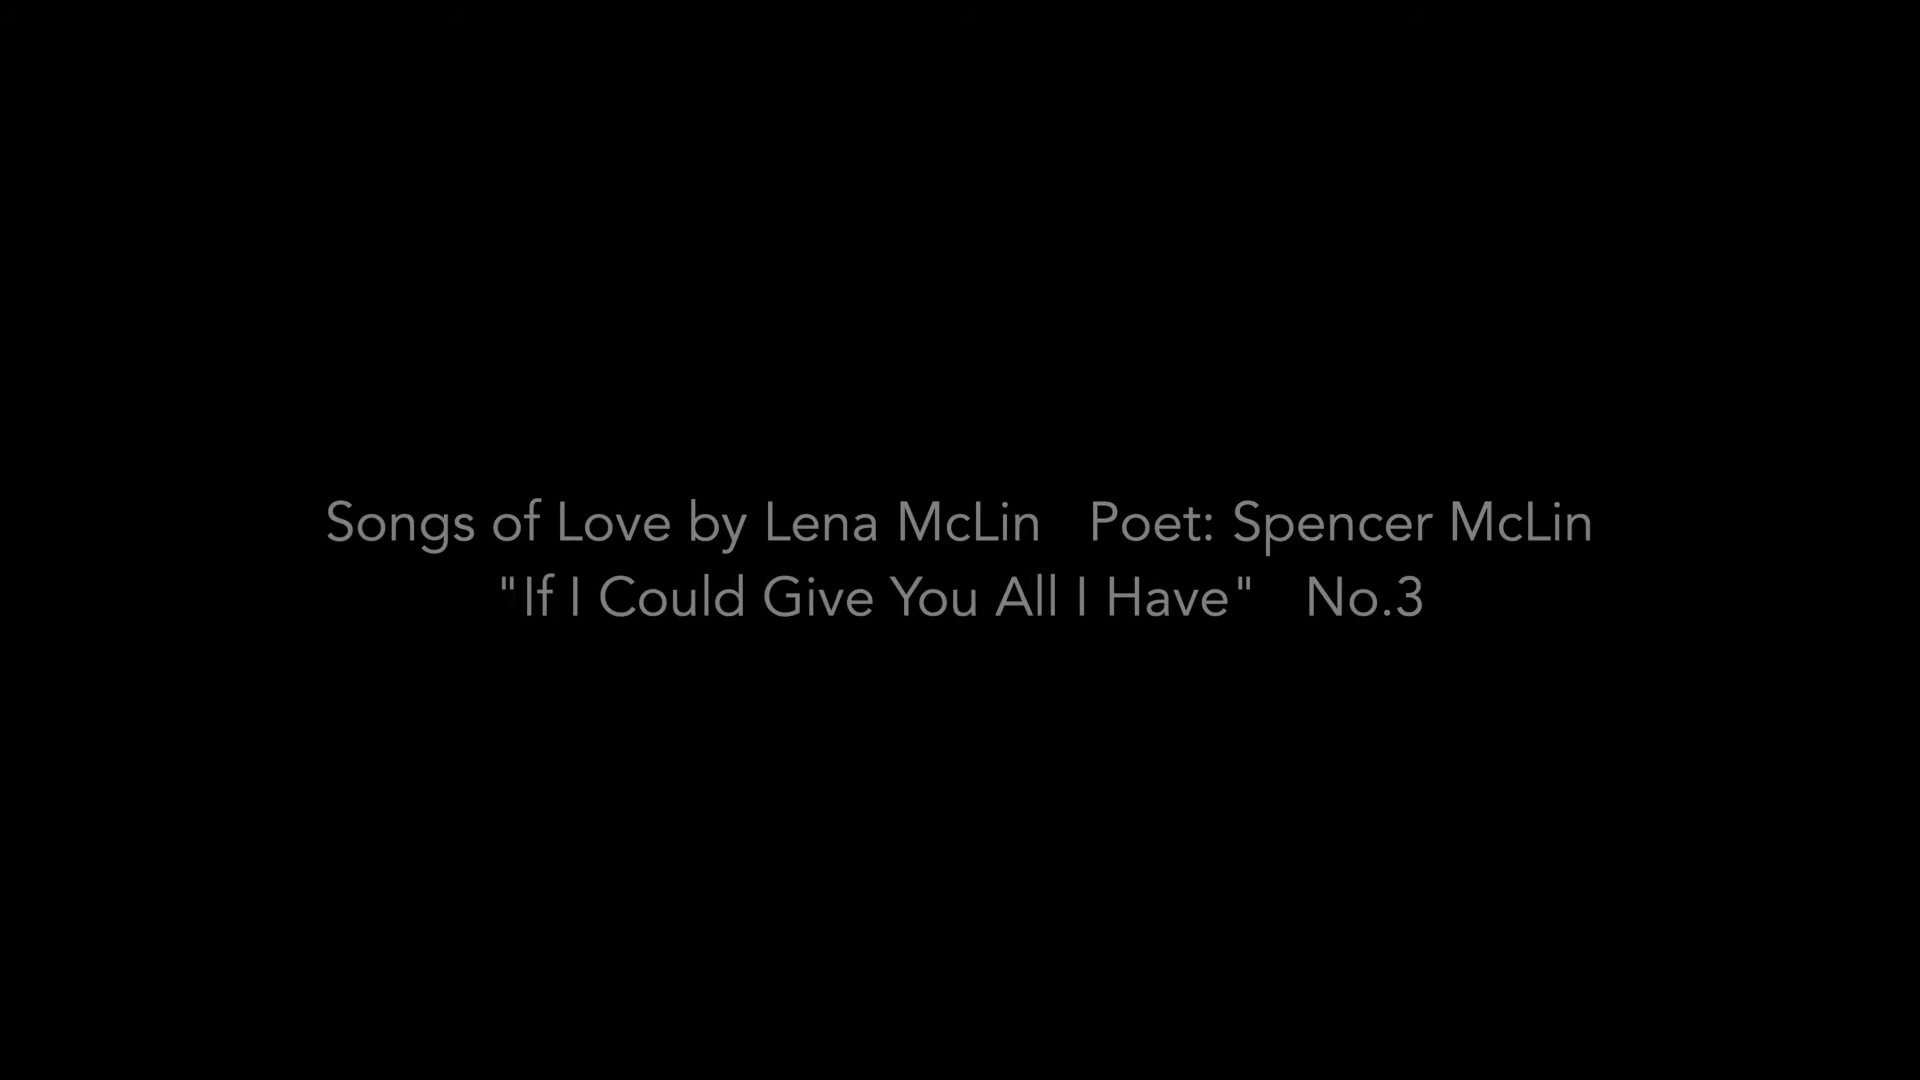 Songs of Love by Lena McLin   Poet: Spencer McLin
"If I Could Give You All I Have"   No.3